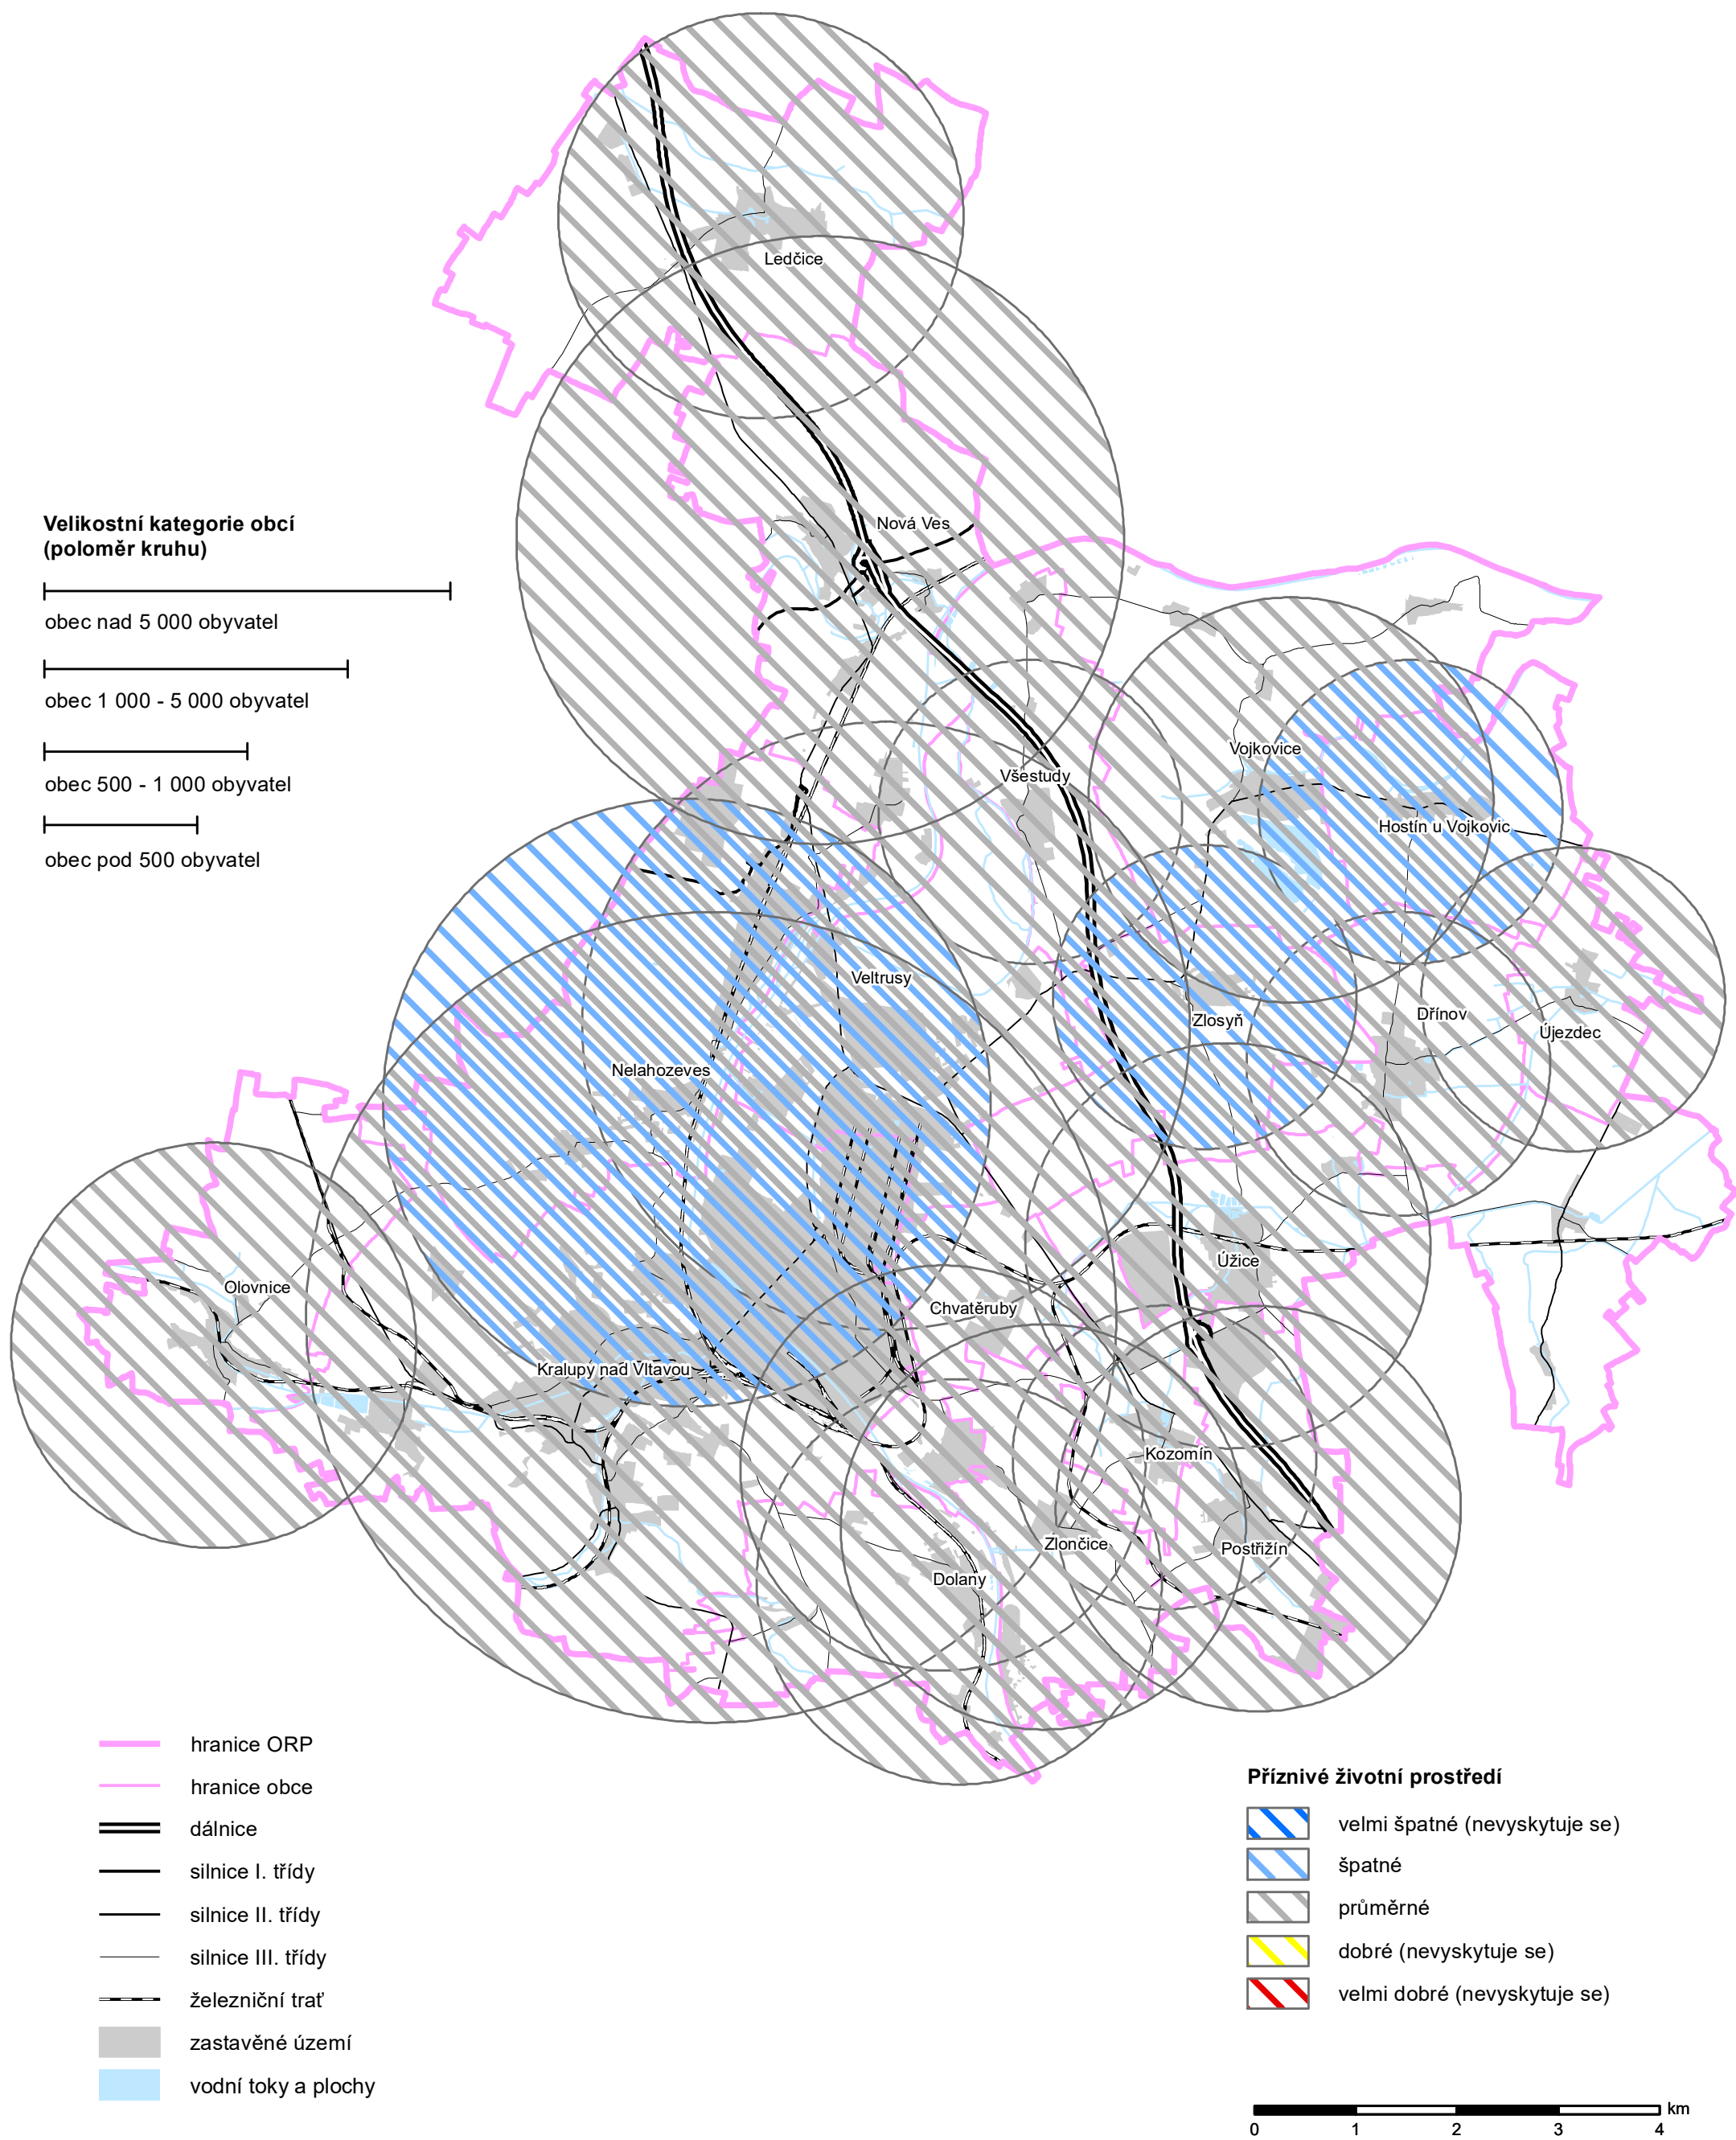 Ledčice
Velikostní kategorie obcí
(poloměr kruhu)
obec nad 5 000 obyvatel
obec 1 000 - 5 000 obyvatel
obec 500 - 1 000 obyvatel
obec pod 500 obyvatel
Nová Ves
Vojkovice
Všestudy
Hostín u Vojkovic
Veltrusy
Zlosyň
Dřínov
Újezdec
Nelahozeves
Úžice
Olovnice
Chvatěruby
Kralupy nad Vltavou
Kozomín
Zlončice
Postřižín
Dolany
hranice ORP
hranice obce
dálnice
silnice I. třídy
silnice II. třídy
silnice III. třídy
železniční trať
zastavěné území
vodní toky a plochy
Příznivé životní prostředí
velmi špatné (nevyskytuje se)
špatné
průměrné
dobré (nevyskytuje se)
velmi dobré (nevyskytuje se)
km
0 1 2 3 4